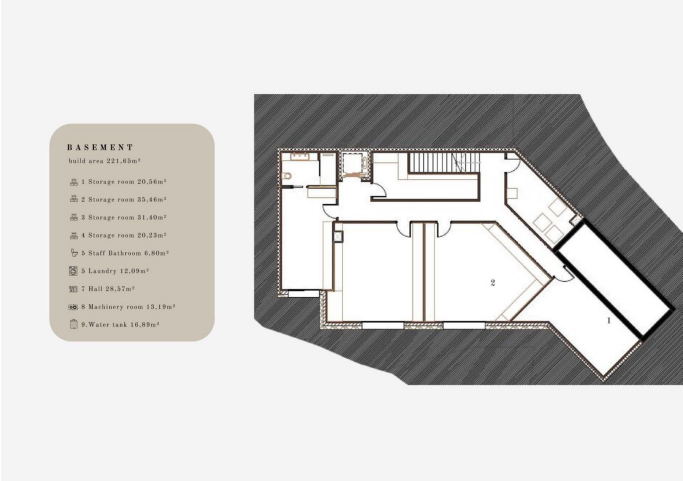 BASEMENT
build area 221,65m²
1 Storage room 20,56m²
2 Storage room 35,46m²
3 Storage room 31,40m²
4 Storage room 20,23m²
5 Staff Bathroom 6,80m²
5 Laundry 12,09m²
7 Hall 28,57m²
8 Machinery room 13,19m²
9.Water tank 16,89m²
02
1